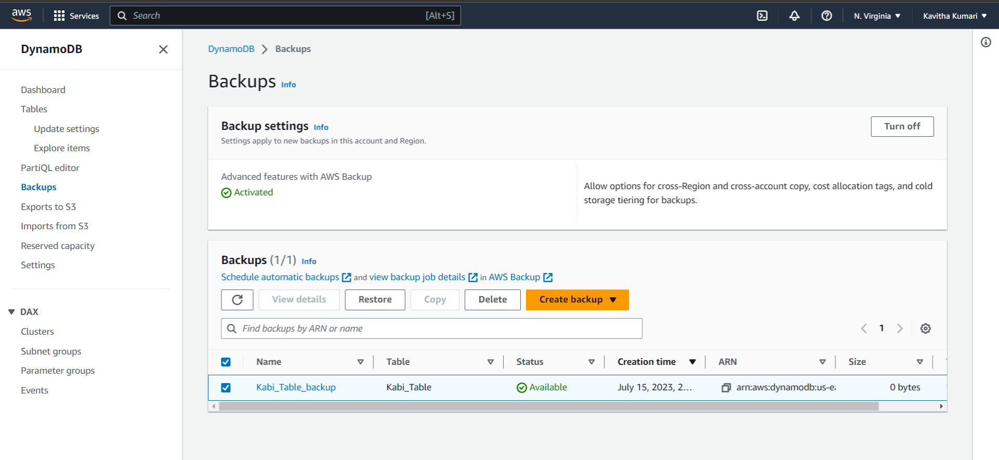 aws Services Search [Alt+S] N. Virginia Kavitha Kumari
DynamoDB
Dashboard
Tables
Update settings
Explore items
PartiQL editor
Backups
Exports to S3
Imports from S3
Reserved capacity
Settings
DAX
Clusters
Subnet groups
Parameter groups
Events
DynamoDB Backups
Backups Info
Backup settings Info
Turn off
Settings apply to new backups in this account and Region.
Advanced features with AWS Backup
Activated
Allow options for cross-Region and cross-account copy, cost allocation tags, and cold
storage tiering for backups.
Backups (1/1) Info
Schedule automatic backups and view backup job details in AWS Backup
View details Restore Copy Delete Create backup
Find backups by ARN or name 1
Name Table Status Creation time ARN Size
Kabi_Table_backup Kabi_Table Available July 15, 2023, 2... arn:aws:dynamodb:us-ea 0 bytes